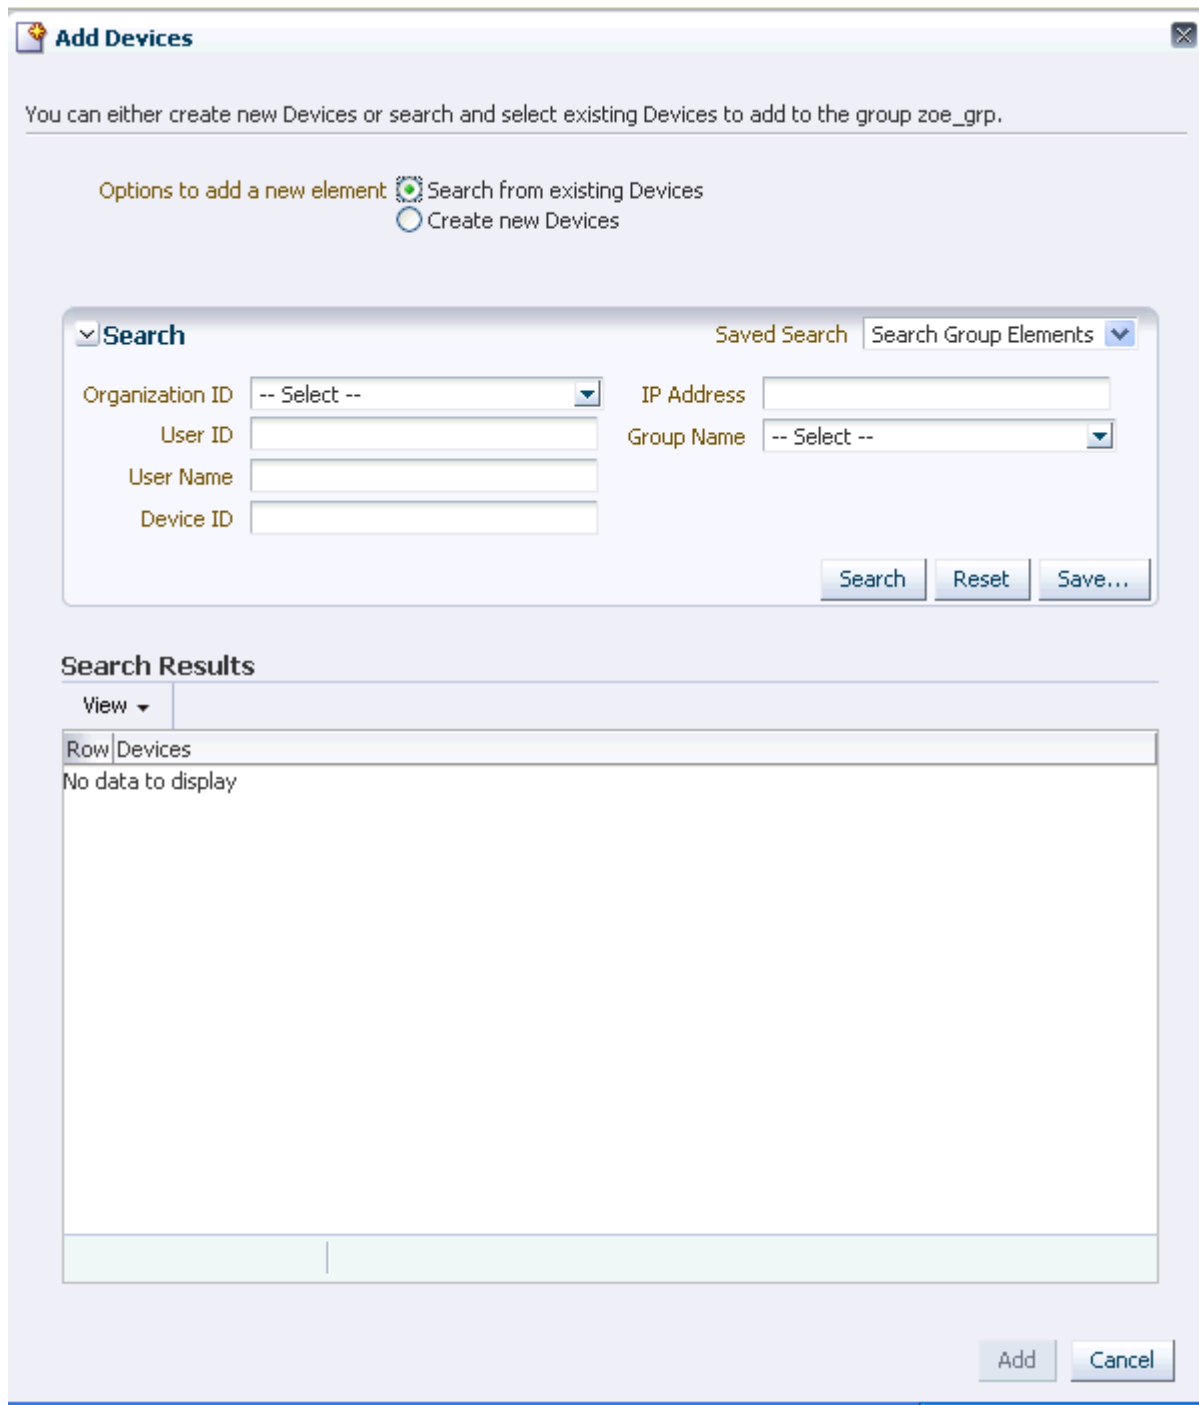 Add Devices
You can either create new Devices or search and select existing Devices to add to the group zoe_grp.
Options to add a new element Search from existing Devices
Create new Devices
Search Saved Search Search Group Elements
Organization ID -- Select -- IP Address
User ID Group Name -- Select --
User Name
Device ID
Search Reset Save...
Search Results
View
Row Devices
No data to display
Add Cancel